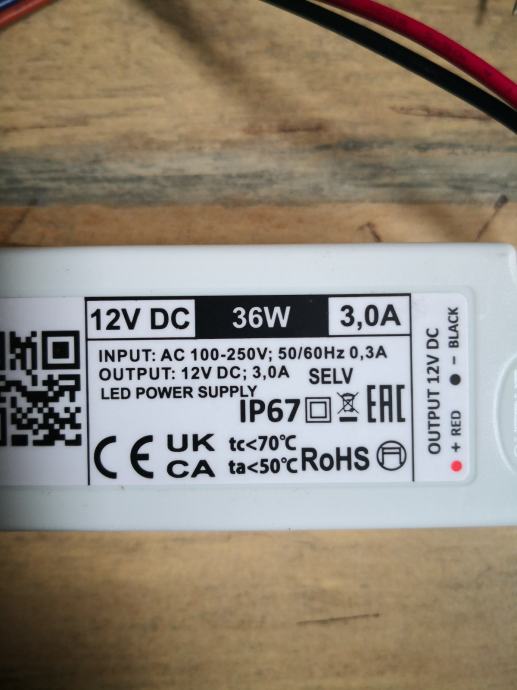 12V DC 36W 3,0A
INPUT: AC 100-250V; 50/60Hz 0,3A
OUTPUT: 12V DC; 3,0A SELV
LED POWER SUPPLY
IP67 EAC
CE UK
CA
tc<70℃
ta<50℃
RoHS
OUTPUT 12V DC
+ RED − BLACK